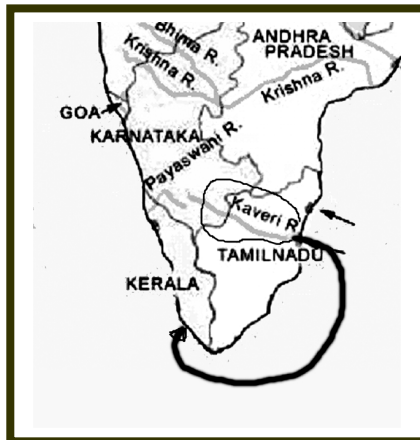 Bhima R.
ANDHRA
PRADESH
Krishna R.
Krishna R.
GOA
KARNATAKA
Payaswani R.
Kaveri R.
TAMILNADU
KERALA